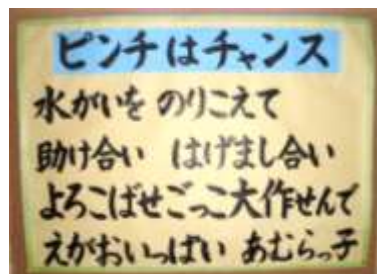 ピンチはチャンス
水がいを のりこえて
助け合い はげまし合い
よろこばせごっこ大作せんで
えがおいっぱい あむらっ子